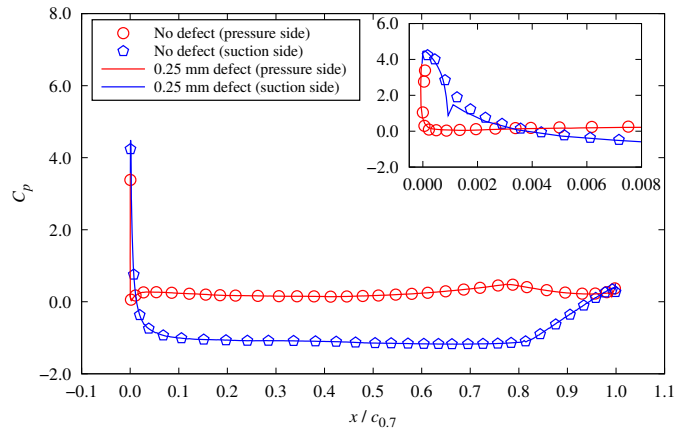 No defect (pressure side)
No defect (suction side)
0.25 mm defect (pressure side)
0.25 mm defect (suction side)
8.0
6.0
4.0
2.0
0.0
−2.0
C_p
−0.1 0.0 0.1 0.2 0.3 0.4 0.5 0.6 0.7 0.8 0.9 1.0 1.1
x / c_{0.7}
6.0
4.0
2.0
0.0
−2.0
0.000 0.002 0.004 0.006 0.008